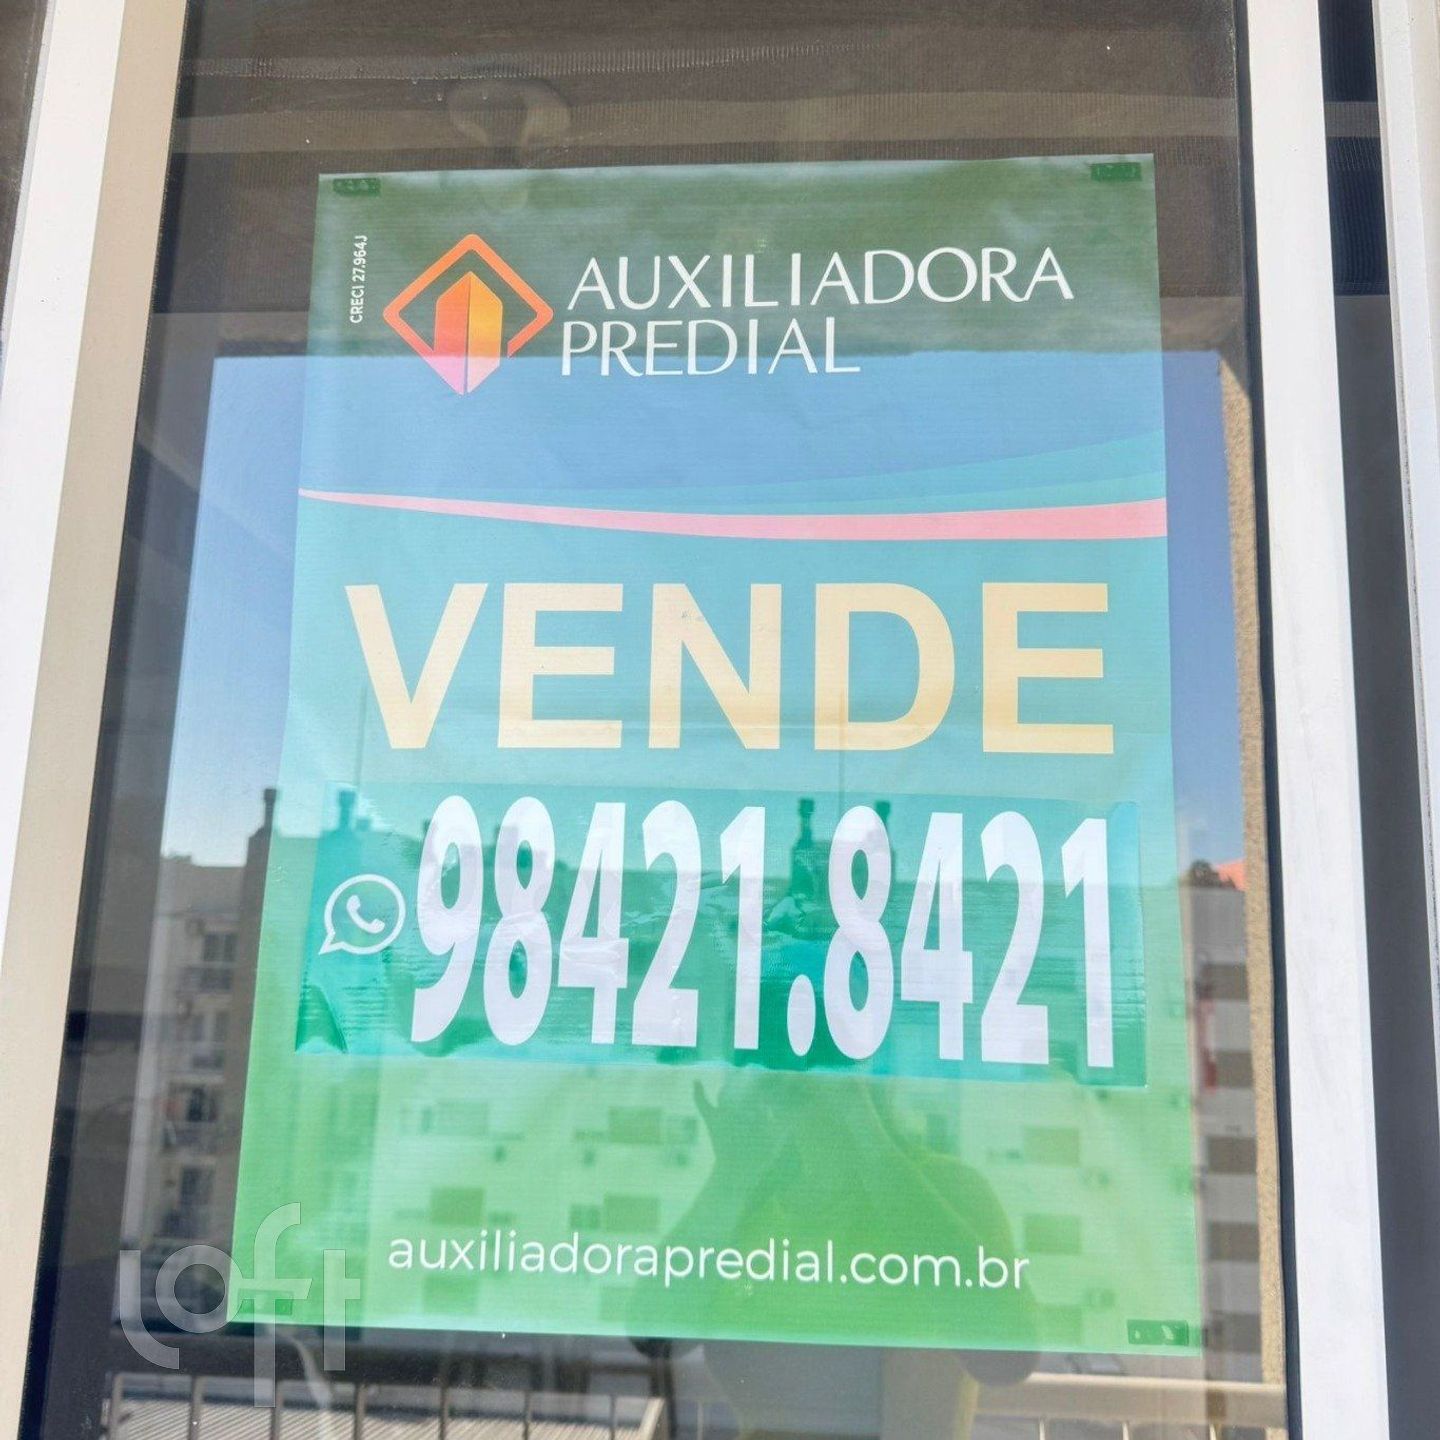 CRECI 27.964J
AUXILIADORA
PREDIAL
VENDE
98421.8421
auxiliadorapredial.com.br
loft